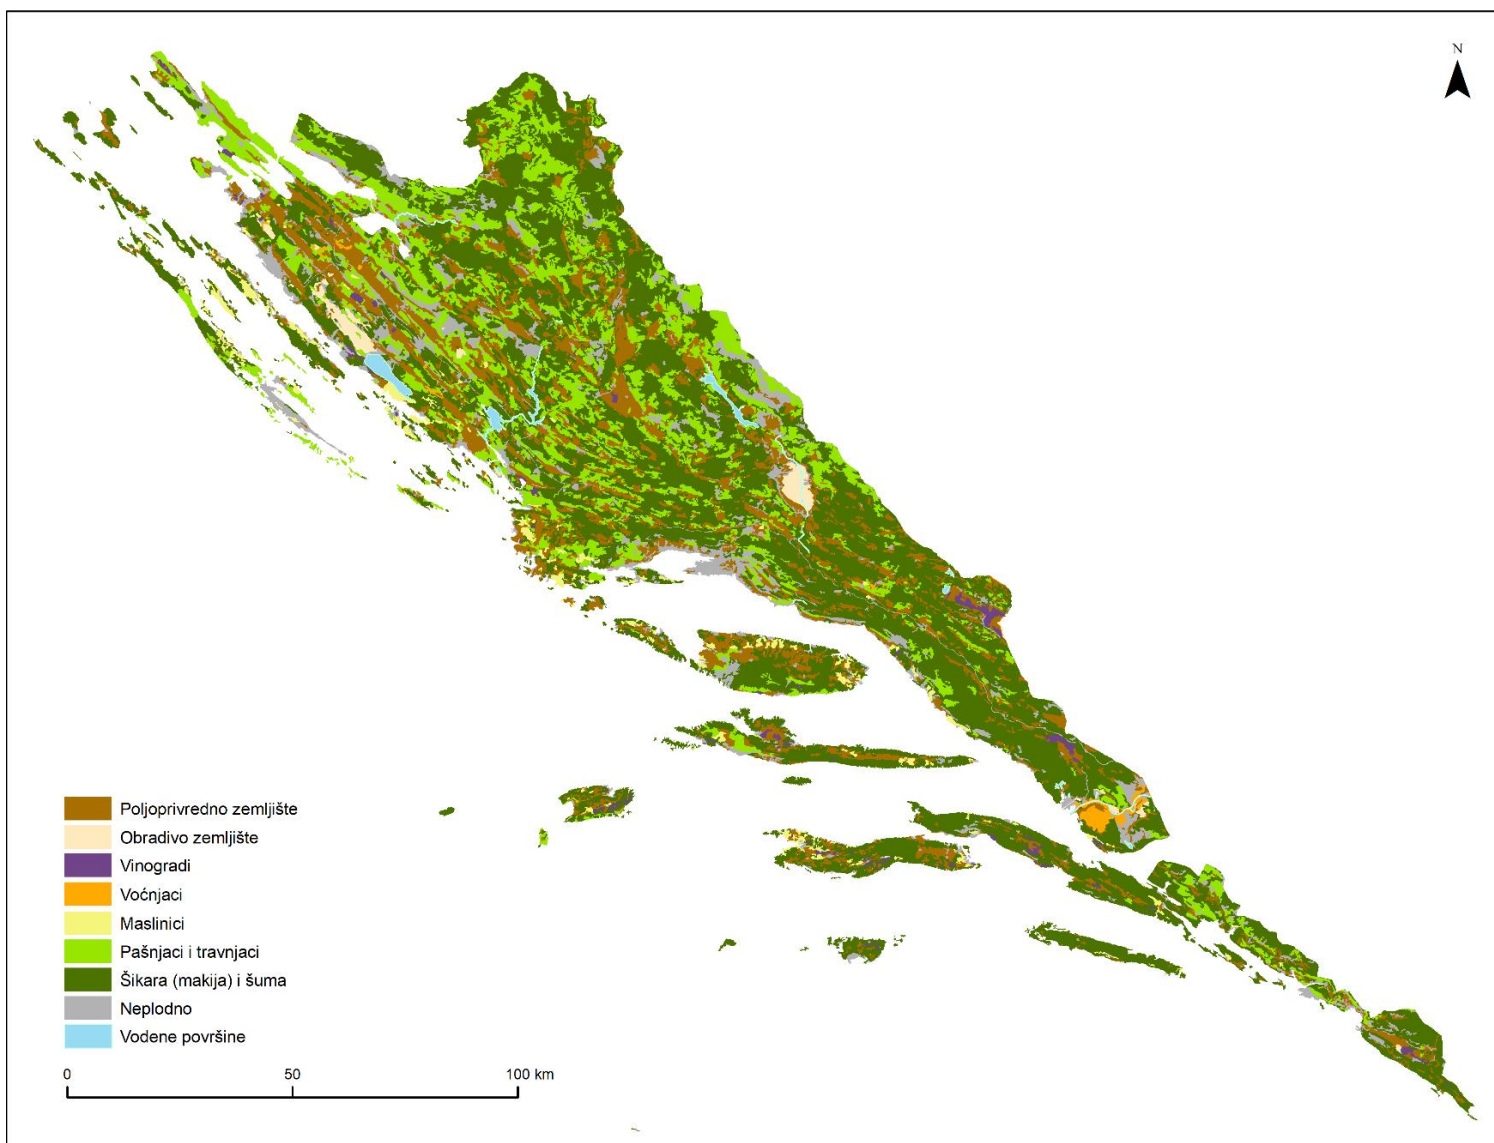 N
Poljoprivredno zemljište
Obradivo zemljište
Vinogradi
Voćnjaci
Maslinici
Pašnjaci i travnjaci
Šikara (makija) i šuma
Neplodno
Vodene površine
0 50 100 km